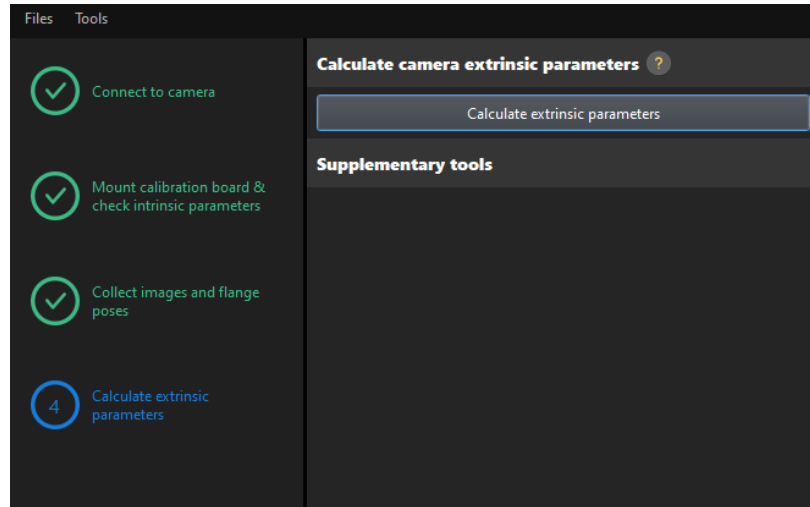 Files Tools
Connect to camera
Mount calibration board &
check intrinsic parameters
Collect images and flange
poses
4
Calculate extrinsic
parameters
Calculate camera extrinsic parameters ?
Calculate extrinsic parameters
Supplementary tools